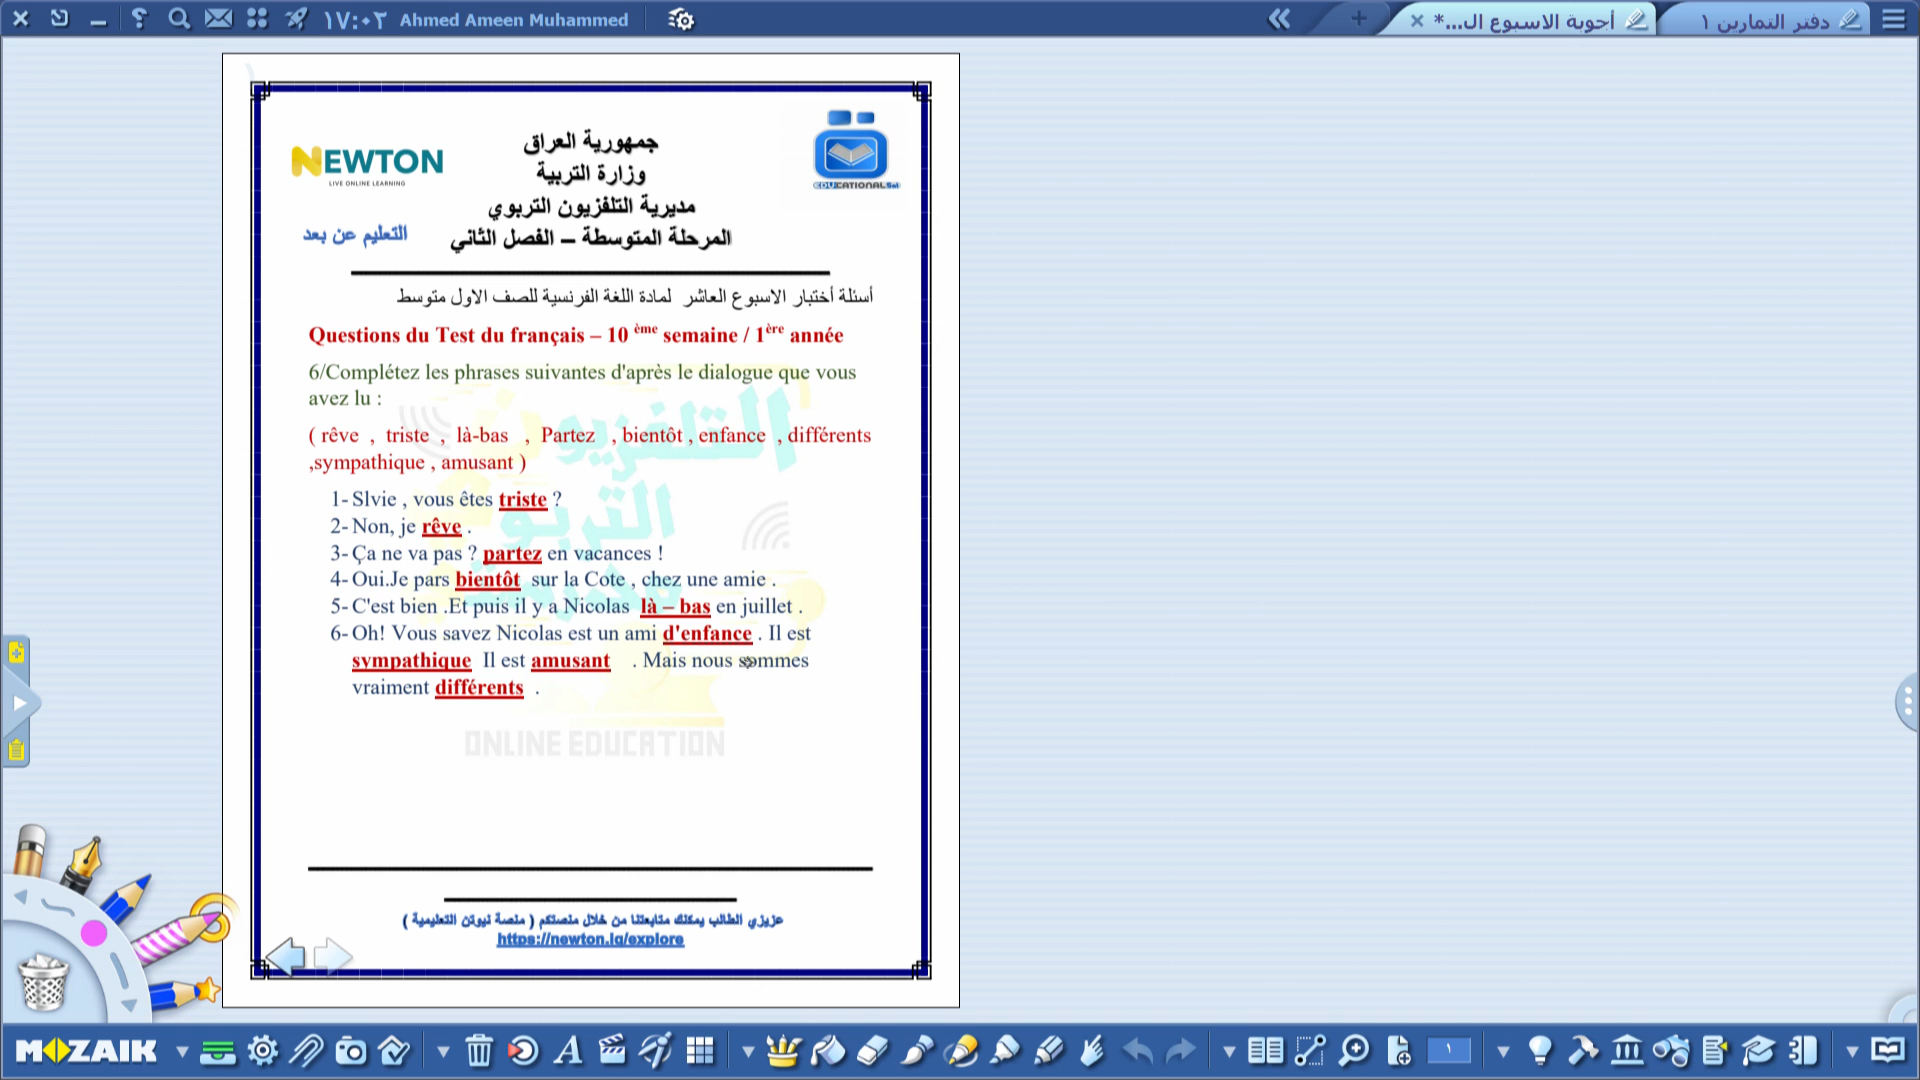 ١٧:٠٢ Ahmed Ameen Muhammed
أجوبة الاسبوع ال...*
دفتر التمارين ١
NEWTON
LIVE ONLINE LEARNING
التعليم عن بعد
جمهورية العراق
وزارة التربية
مديرية التلفزيون التربوي
المرحلة المتوسطة – الفصل الثاني
EDUCATIONAL Sat
أسئلة أختبار الاسبوع العاشر لمادة اللغة الفرنسية للصف الاول متوسط
Questions du Test du français – 10 ème semaine / 1ère année
6/Complétez les phrases suivantes d'après le dialogue que vous
avez lu :
( rêve , triste , là-bas , Partez , bientôt , enfance , différents
,sympathique , amusant )
1- Slvie , vous êtes triste ?
2- Non, je rêve .
3- Ça ne va pas ? partez en vacances !
4- Oui.Je pars bientôt sur la Cote , chez une amie .
5- C'est bien .Et puis il y a Nicolas là – bas en juillet .
6- Oh! Vous savez Nicolas est un ami d'enfance . Il est
sympathique Il est amusant . Mais nous sommes
vraiment différents .
التلفزيون
التربوي
ONLINE EDUCATION
عزيزي الطالب يمكنك متابعتنا من خلال منصتكم ( منصة نيوتن التعليمية )
https://newton.iq/explore
MOZAIK
١